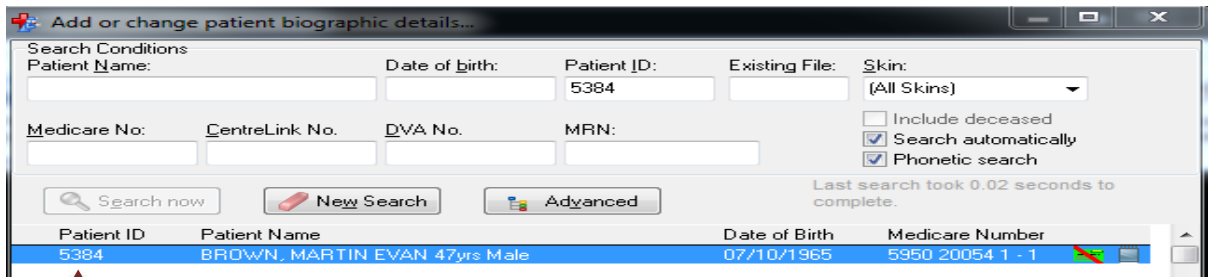 Add or change patient biographic details...
Search Conditions
Patient Name: Date of birth: Patient ID: Existing File: Skin:
5384 (All Skins)
Include deceased
Medicare No: CentreLink No. DVA No. MRN:
Search automatically
Phonetic search
Last search took 0.02 seconds to
complete.
Search now New Search Advanced
Patient ID Patient Name Date of Birth Medicare Number
5384 BROWN, MARTIN EVAN 47yrs Male 07/10/1965 5950 20054 1 - 1